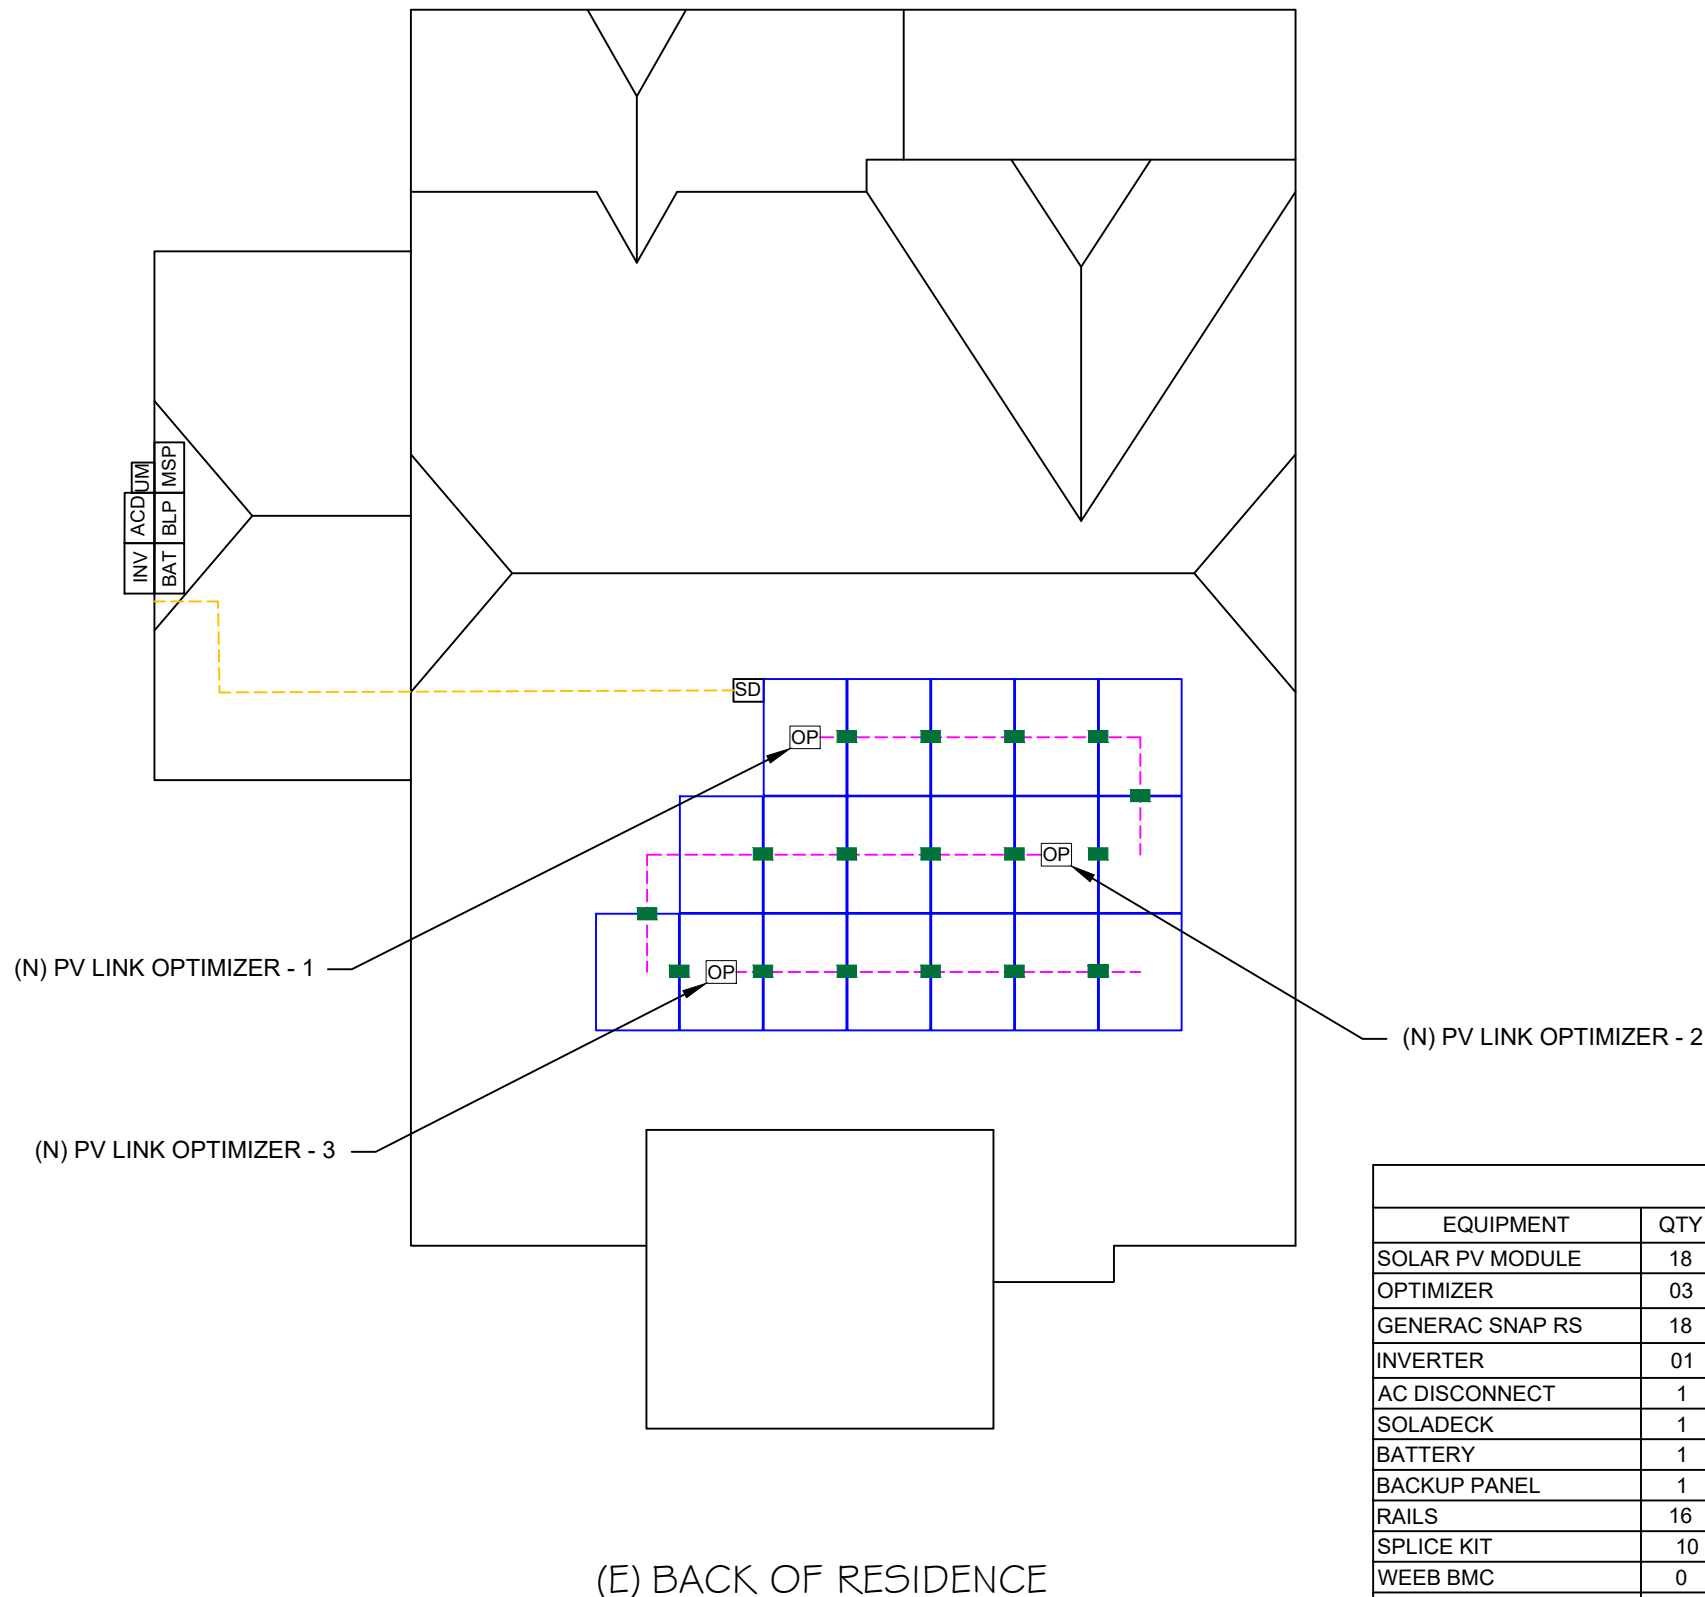 UM
MSP
ACD
BLP
INV
BAT
SD
OP
OP
OP
(N) PV LINK OPTIMIZER - 1
(N) PV LINK OPTIMIZER - 2
(N) PV LINK OPTIMIZER - 3
EQUIPMENT QTY
SOLAR PV MODULE 18
OPTIMIZER 03
GENERAC SNAP RS 18
INVERTER 01
AC DISCONNECT 1
SOLADECK 1
BATTERY 1
BACKUP PANEL 1
RAILS 16
SPLICE KIT 10
WEEB BMC 0
(E) BACK OF RESIDENCE